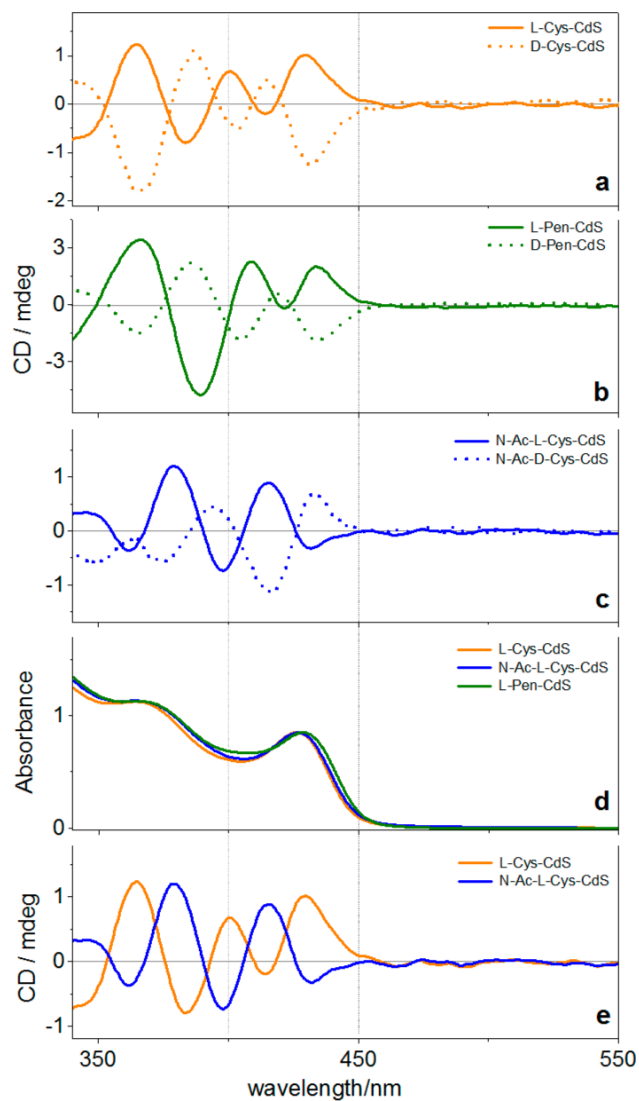 L-Cys-CdS
D-Cys-CdS
1
0
-1
-2
a
L-Pen-CdS
D-Pen-CdS
3
0
-3
b
CD / mdeg
N-Ac-L-Cys-CdS
N-Ac-D-Cys-CdS
1
0
-1
c
L-Cys-CdS
N-Ac-L-Cys-CdS
L-Pen-CdS
1
0
Absorbance
d
L-Cys-CdS
N-Ac-L-Cys-CdS
1
0
-1
CD / mdeg
e
350 400 450 550
wavelength/nm